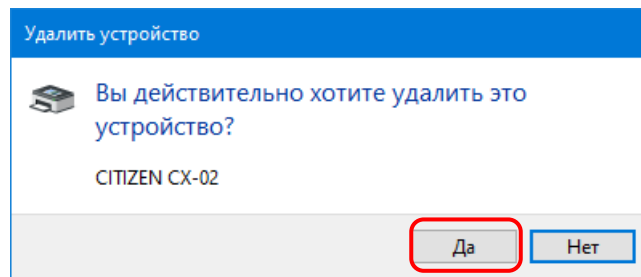 Удалить устройство
Вы действительно хотите удалить это
устройство?
CITIZEN CX-02
Да
Нет